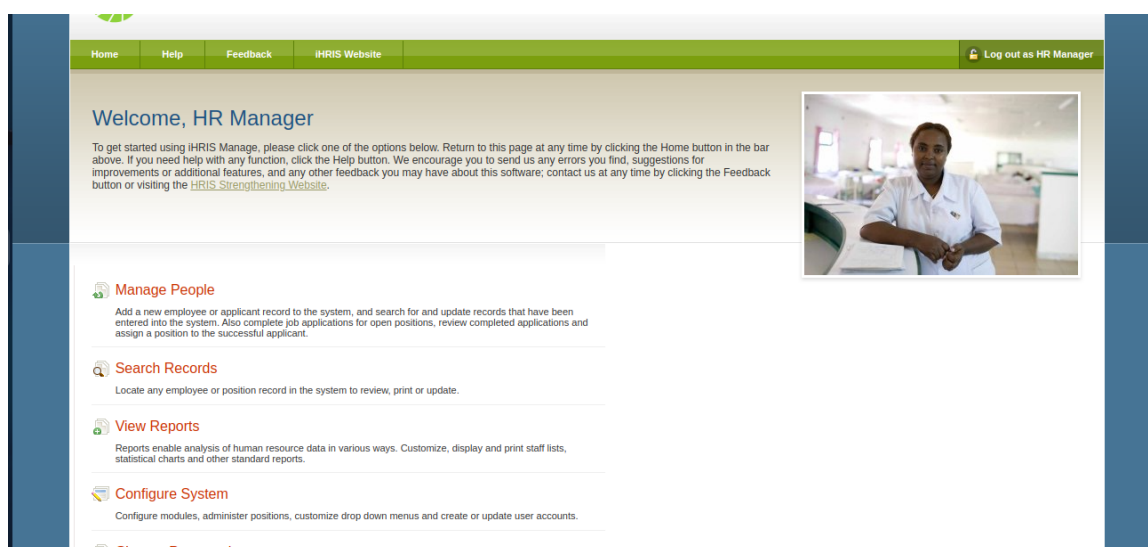 Home Help Feedback iHRIS Website Log out as HR Manager
Welcome, HR Manager
To get started using iHRIS Manage, please click one of the options below. Return to this page at any time by clicking the Home button in the bar
above. If you need help with any function, click the Help button. We encourage you to send us any errors you find, suggestions for
improvements or additional features, and any other feedback you may have about this software; contact us at any time by clicking the Feedback
button or visiting the HRIS Strengthening Website.
Manage People
Add a new employee or applicant record to the system, and search for and update records that have been
entered into the system. Also complete job applications for open positions, review completed applications and
assign a position to the successful applicant.
Search Records
Locate any employee or position record in the system to review, print or update.
View Reports
Reports enable analysis of human resource data in various ways. Customize, display and print staff lists,
statistical charts and other standard reports.
Configure System
Configure modules, administer positions, customize drop down menus and create or update user accounts.